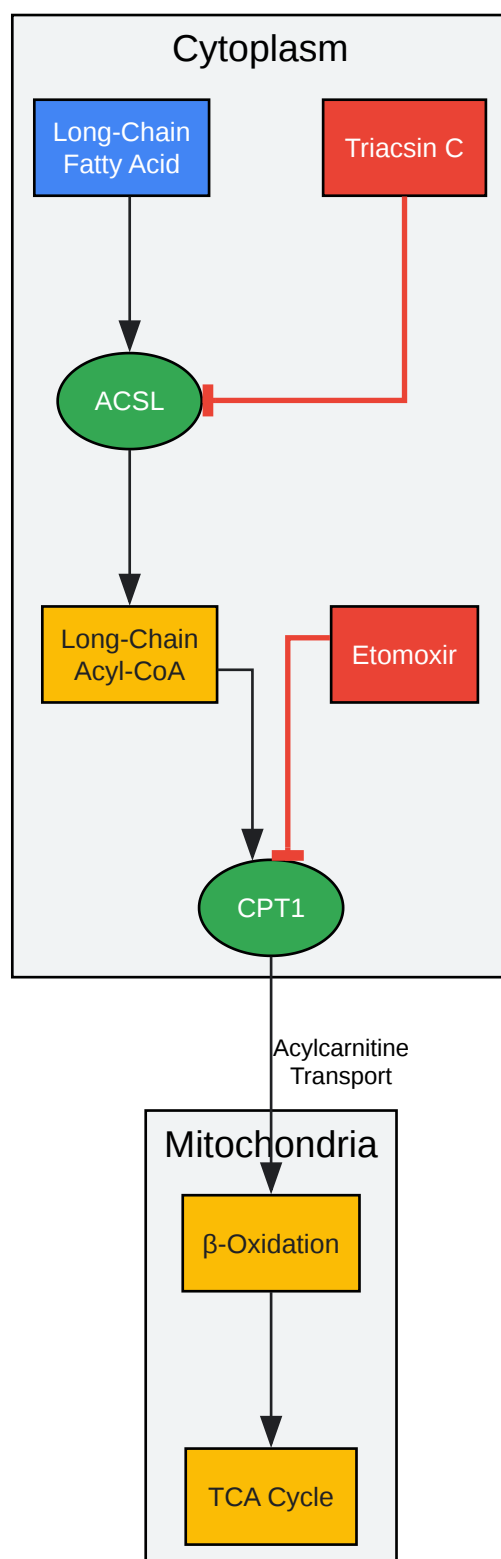 Cytoplasm
Long-Chain
Fatty Acid
Triacsin C
ACSL
Long-Chain
Acyl-CoA
Etomoxir
CPT1
Acylcarnitine
Transport
Mitochondria
β-Oxidation
TCA Cycle